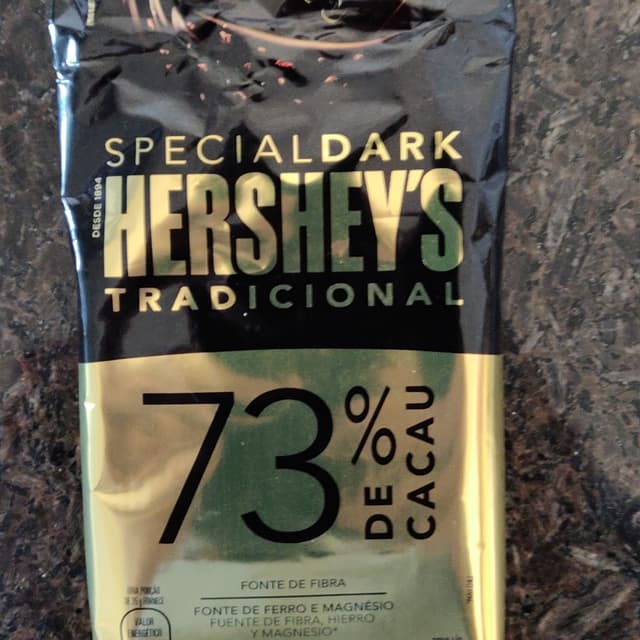 SPECIALDARK
DESDE 1894
HERSHEY'S
TRADICIONAL
73%
DE CACAU
FONTE DE FIBRA
FONTE DE FERRO E MAGNÉSIO
FUENTE DE FIBRA, HIERRO
Y MAGNESIO*
VALOR
ENERGÉTICO